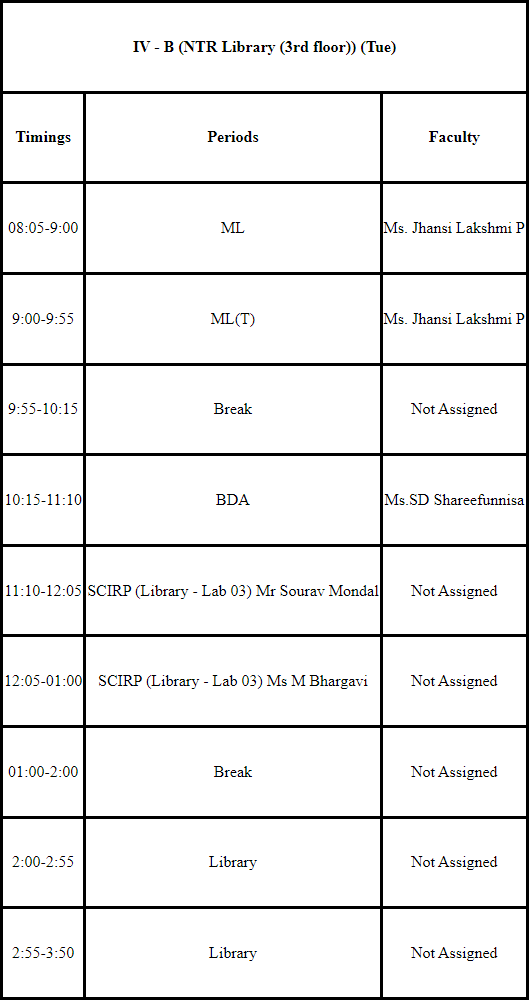 IV - B (NTR Library (3rd floor)) (Tue)
Timings Periods Faculty
08:05-9:00 ML Ms. Jhansi Lakshmi P
9:00-9:55 ML(T) Ms. Jhansi Lakshmi P
9:55-10:15 Break Not Assigned
10:15-11:10 BDA Ms.SD Shareefunnisa
11:10-12:05 SCIRP (Library - Lab 03) Mr Sourav Mondal Not Assigned
12:05-01:00 SCIRP (Library - Lab 03) Ms M Bhargavi Not Assigned
01:00-2:00 Break Not Assigned
2:00-2:55 Library Not Assigned
2:55-3:50 Library Not Assigned